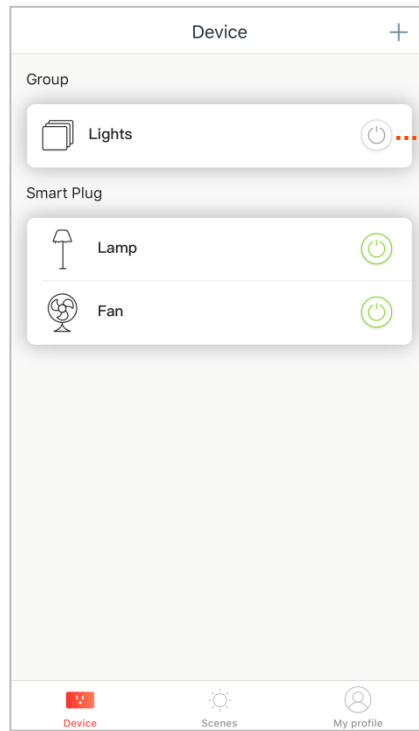 Device
Group
Lights
Smart Plug
Lamp
Fan
Device
Scenes
My profile